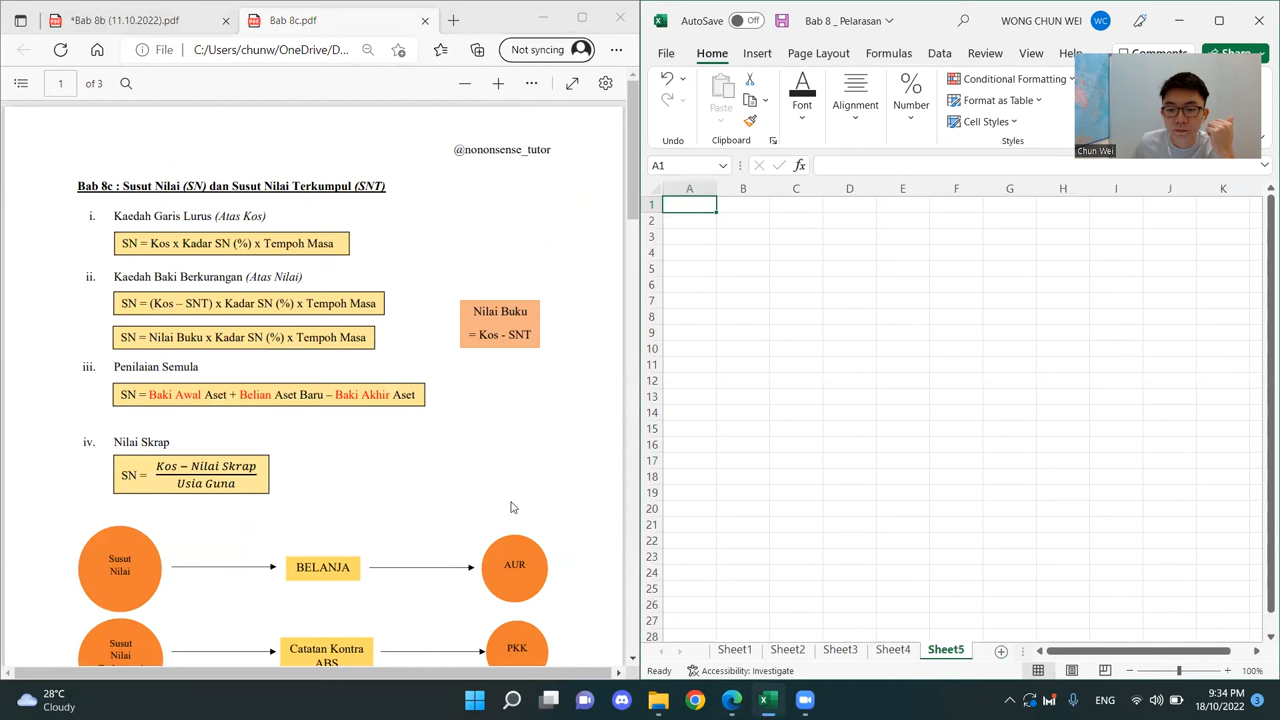 *Bab 8b (11.10.2022).pdf
Bab 8c.pdf
File
C:/Users/chunw/OneDrive/D...
Not syncing
1
of 3
@nononsense_tutor
Bab 8c : Susut Nilai (SN) dan Susut Nilai Terkumpul (SNT)
i. Kaedah Garis Lurus (Atas Kos)
SN = Kos x Kadar SN (%) x Tempoh Masa
ii. Kaedah Baki Berkurangan (Atas Nilai)
SN = (Kos – SNT) x Kadar SN (%) x Tempoh Masa
SN = Nilai Buku x Kadar SN (%) x Tempoh Masa
Nilai Buku
= Kos - SNT
iii. Penilaian Semula
SN = Baki Awal Aset + Belian Aset Baru – Baki Akhir Aset
iv. Nilai Skrap
SN = Kos − Nilai Skrap
Usia Guna
Susut
Nilai
BELANJA
AUR
Susut
Nilai
Catatan Kontra
ABS
PKK
AutoSave
Off
Bab 8 _ Pelarasan
WONG CHUN WEI
WC
File Home Insert Draw Page Layout Formulas Data Review View Help
Comments
Share
Paste
Font
Alignment
Number
Conditional Formatting
Format as Table
Cell Styles
Undo
Clipboard
Styles
Chun Wei
A1
fx
A B C D E F G H I J K
1
2
3
4
5
6
7
8
9
10
11
12
13
14
15
16
17
18
19
20
21
22
23
24
25
26
27
28
Sheet1 Sheet2 Sheet3 Sheet4 Sheet5
Ready
Accessibility: Investigate
100%
28°C
Cloudy
ENG
9:34 PM
18/10/2022
3